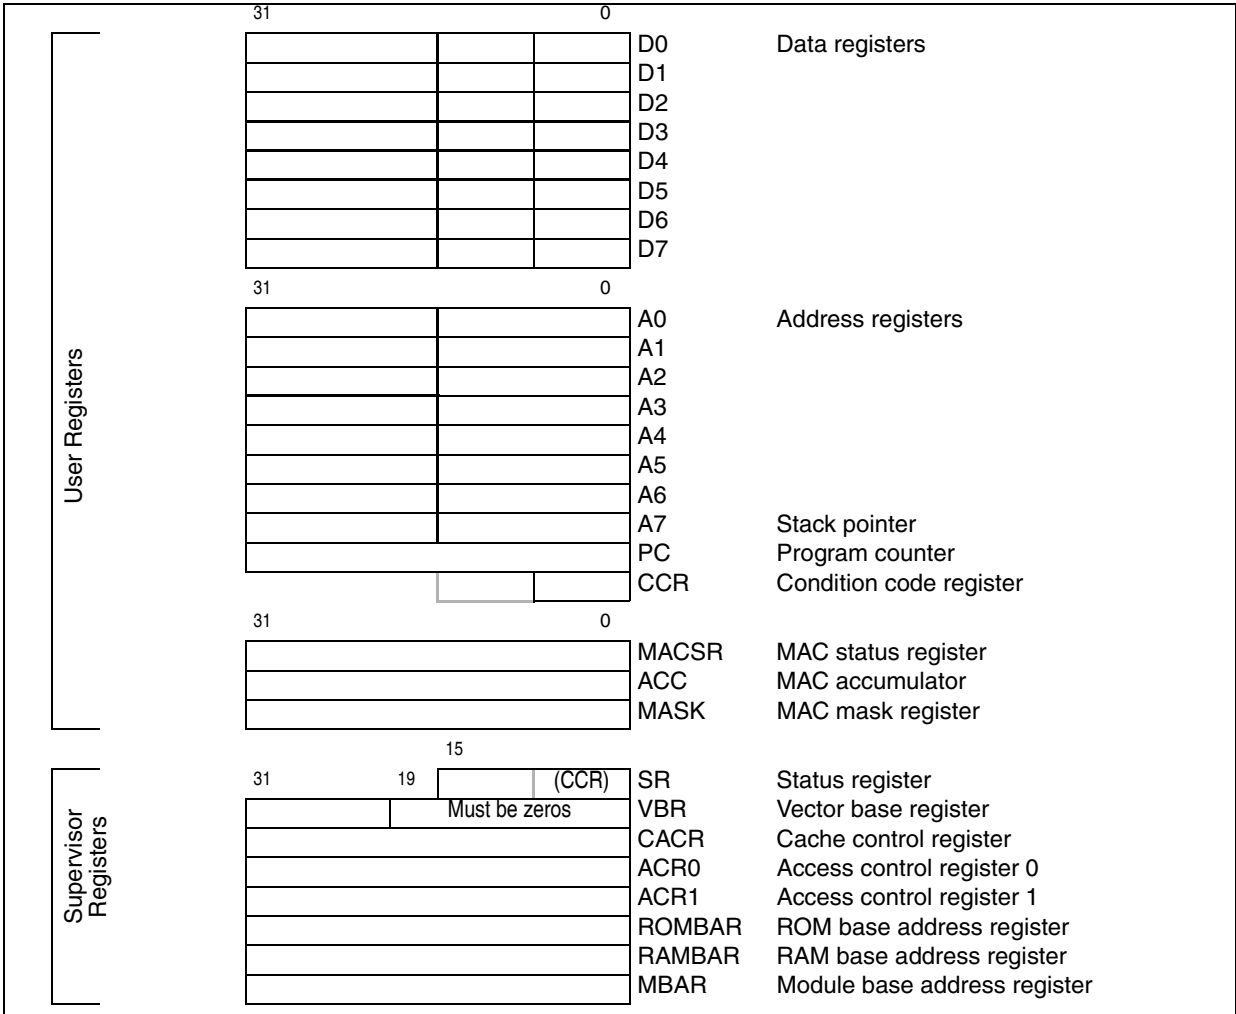 31 0
D0 Data registers
D1
D2
D3
D4
D5
D6
D7
31 0
A0 Address registers
A1
A2
A3
A4
A5
A6
A7 Stack pointer
PC Program counter
CCR Condition code register
31 0
MACSR MAC status register
ACC MAC accumulator
MASK MAC mask register
User Registers
15
31 19 (CCR) SR Status register
Must be zeros VBR Vector base register
CACR Cache control register
ACR0 Access control register 0
ACR1 Access control register 1
ROMBAR ROM base address register
RAMBAR RAM base address register
MBAR Module base address register
Supervisor
Registers